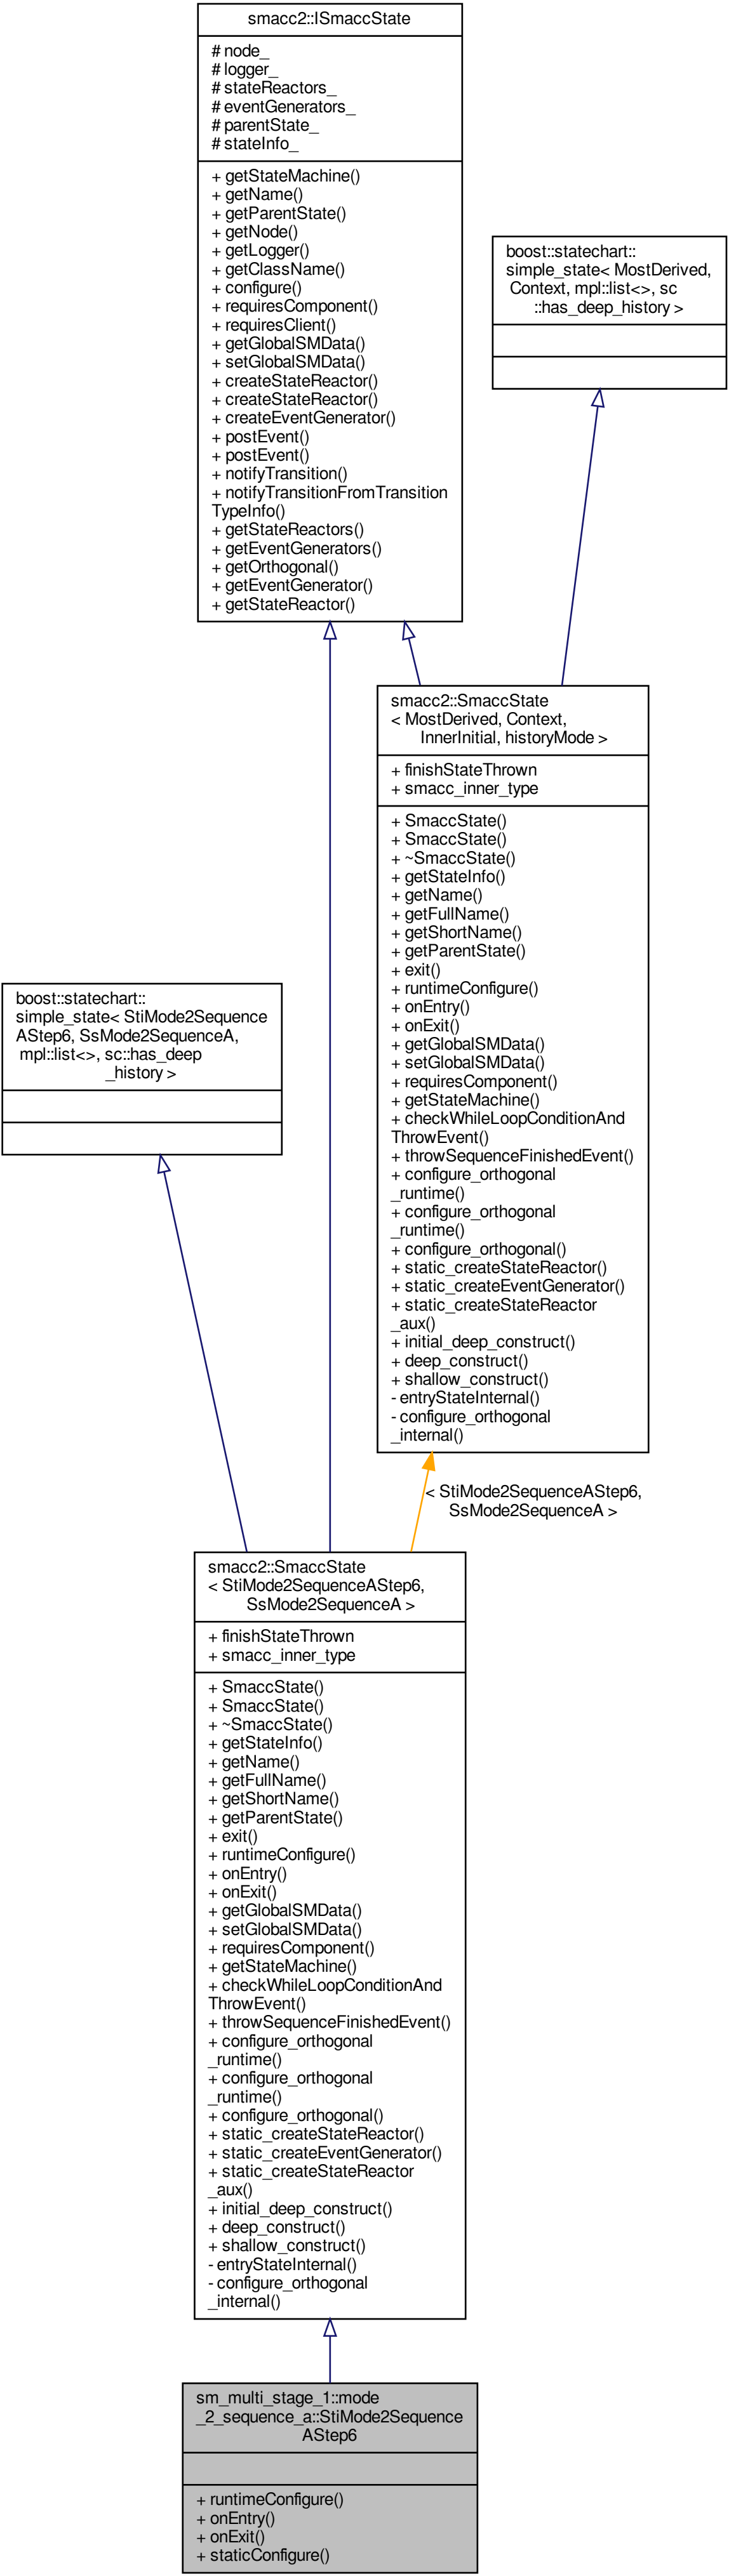 smacc2::ISmaccState
# node_
# logger_
# stateReactors_
# eventGenerators_
# parentState_
# stateInfo_
+ getStateMachine()
+ getName()
+ getParentState()
+ getNode()
+ getLogger()
+ getClassName()
+ configure()
+ requiresComponent()
+ requiresClient()
+ getGlobalSMData()
+ setGlobalSMData()
+ createStateReactor()
+ createStateReactor()
+ createEventGenerator()
+ postEvent()
+ postEvent()
+ notifyTransition()
+ notifyTransitionFromTransition
TypeInfo()
+ getStateReactors()
+ getEventGenerators()
+ getOrthogonal()
+ getEventGenerator()
+ getStateReactor()
boost::statechart::
simple_state< MostDerived,
Context, mpl::list<>, sc
::has_deep_history >
smacc2::SmaccState
< MostDerived, Context,
InnerInitial, historyMode >
+ finishStateThrown
+ smacc_inner_type
+ SmaccState()
+ SmaccState()
+ ~SmaccState()
+ getStateInfo()
+ getName()
+ getFullName()
+ getShortName()
+ getParentState()
+ exit()
+ runtimeConfigure()
+ onEntry()
+ onExit()
+ getGlobalSMData()
+ setGlobalSMData()
+ requiresComponent()
+ getStateMachine()
+ checkWhileLoopConditionAnd
ThrowEvent()
+ throwSequenceFinishedEvent()
+ configure_orthogonal
_runtime()
+ configure_orthogonal
_runtime()
+ configure_orthogonal()
+ static_createStateReactor()
+ static_createEventGenerator()
+ static_createStateReactor
_aux()
+ initial_deep_construct()
+ deep_construct()
+ shallow_construct()
- entryStateInternal()
- configure_orthogonal
_internal()
boost::statechart::
simple_state< StiMode2Sequence
AStep6, SsMode2SequenceA,
mpl::list<>, sc::has_deep
_history >
< StiMode2SequenceAStep6,
SsMode2SequenceA >
smacc2::SmaccState
< StiMode2SequenceAStep6,
SsMode2SequenceA >
+ finishStateThrown
+ smacc_inner_type
+ SmaccState()
+ SmaccState()
+ ~SmaccState()
+ getStateInfo()
+ getName()
+ getFullName()
+ getShortName()
+ getParentState()
+ exit()
+ runtimeConfigure()
+ onEntry()
+ onExit()
+ getGlobalSMData()
+ setGlobalSMData()
+ requiresComponent()
+ getStateMachine()
+ checkWhileLoopConditionAnd
ThrowEvent()
+ throwSequenceFinishedEvent()
+ configure_orthogonal
_runtime()
+ configure_orthogonal
_runtime()
+ configure_orthogonal()
+ static_createStateReactor()
+ static_createEventGenerator()
+ static_createStateReactor
_aux()
+ initial_deep_construct()
+ deep_construct()
+ shallow_construct()
- entryStateInternal()
- configure_orthogonal
_internal()
sm_multi_stage_1::mode
_2_sequence_a::StiMode2Sequence
AStep6
+ runtimeConfigure()
+ onEntry()
+ onExit()
+ staticConfigure()